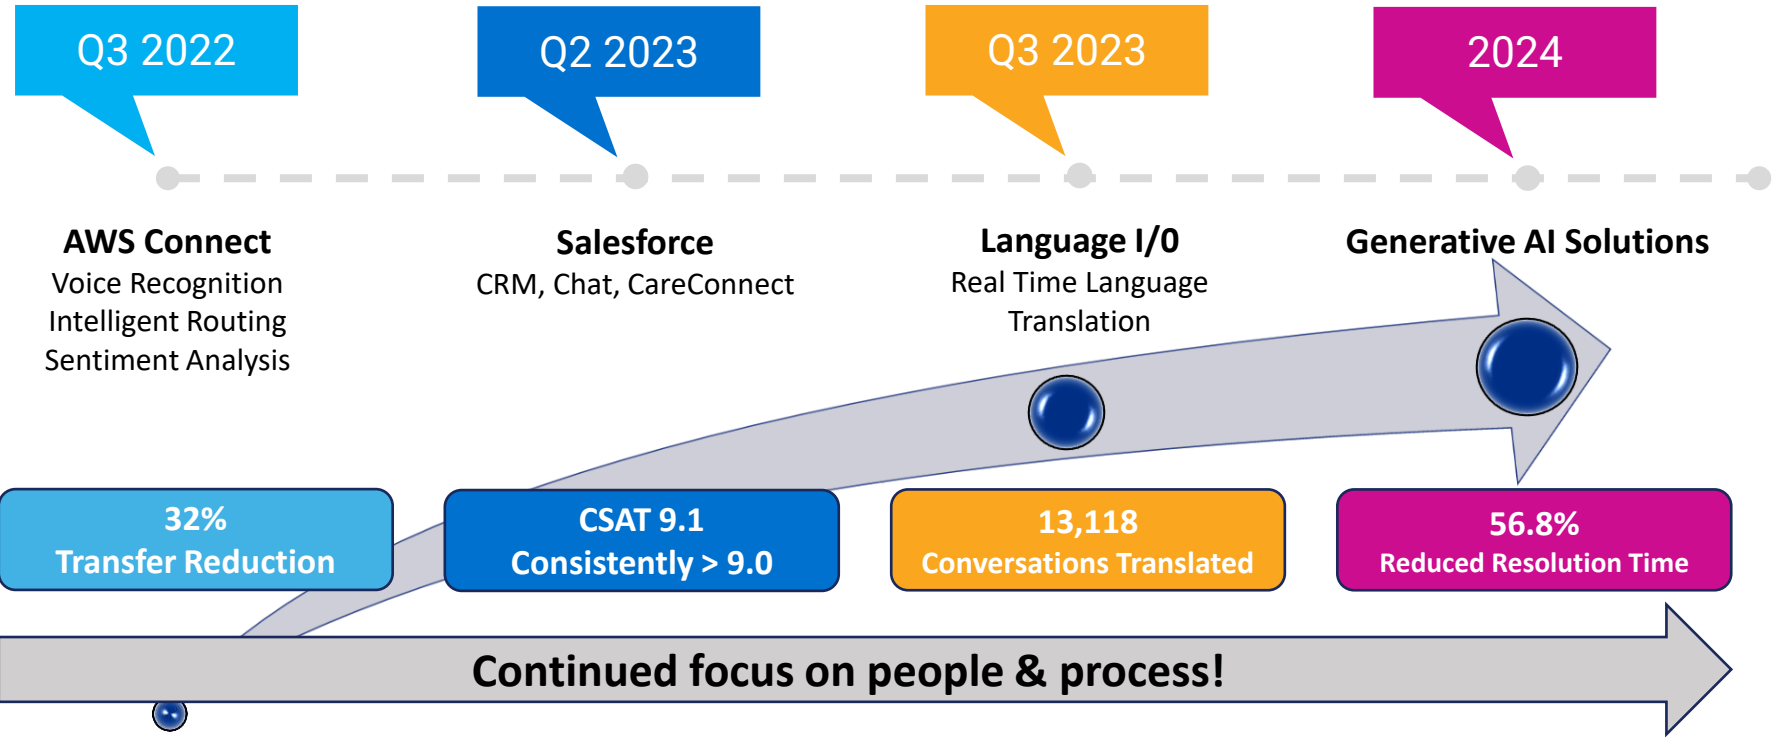 Q3 2022
Q2 2023
Q3 2023
2024
AWS Connect
Voice Recognition
Intelligent Routing
Sentiment Analysis
Salesforce
CRM, Chat, CareConnect
Language I/0
Real Time Language
Translation
Generative AI Solutions
32%
Transfer Reduction
CSAT 9.1
Consistently > 9.0
13,118
Conversations Translated
56.8%
Reduced Resolution Time
Continued focus on people & process!